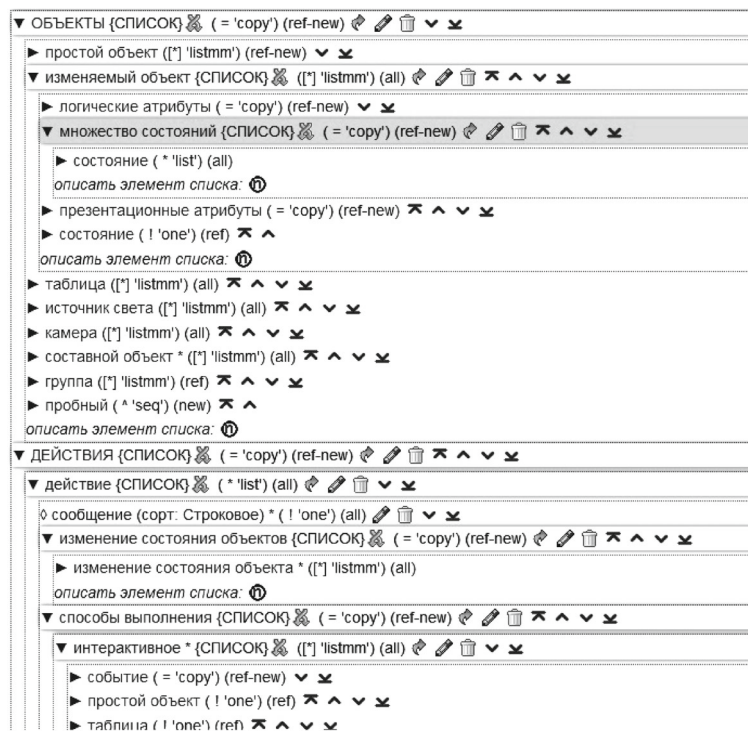 ▼ ОБЪЕКТЫ {СПИСОК} ( = 'copy') (ref-new)
► простой объект ([*] 'listmm') (ref-new)
▼ изменяемый объект {СПИСОК} ([*] 'listmm') (all)
► логические атрибуты ( = 'copy') (ref-new)
▼ множество состояний {СПИСОК} ( = 'copy') (ref-new)
► состояние ( * 'list') (all)
описать элемент списка: n
► презентационные атрибуты ( = 'copy') (ref-new)
► состояние ( ! 'one') (ref)
описать элемент списка: n
► таблица ([*] 'listmm') (all)
► источник света ([*] 'listmm') (all)
► камера ([*] 'listmm') (all)
► составной объект * ([*] 'listmm') (all)
► группа ([*] 'listmm') (ref)
► пробный ( ^ 'seq') (new)
описать элемент списка: n
▼ ДЕЙСТВИЯ {СПИСОК} ( = 'copy') (ref-new)
▼ действие {СПИСОК} ( * 'list') (all)
◊ сообщение (сорт: Строковое) * ( ! 'one') (all)
▼ изменение состояния объектов {СПИСОК} ( = 'copy') (ref-new)
► изменение состояния объекта * ([*] 'listmm') (all)
описать элемент списка: n
▼ способы выполнения {СПИСОК} ( = 'copy') (ref-new)
▼ интерактивное * {СПИСОК} ([*] 'listmm') (all)
► событие ( = 'copy') (ref-new)
► простой объект ( ! 'one') (ref)
► таблица ( ! 'one') (ref)